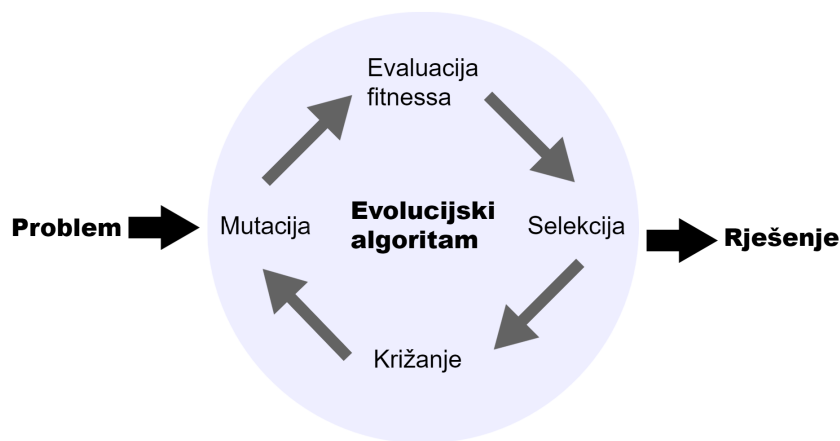 Evaluacija
fitnessa
Problem
Mutacija
Evolucijski
algoritam
Selekcija
Rješenje
Križanje